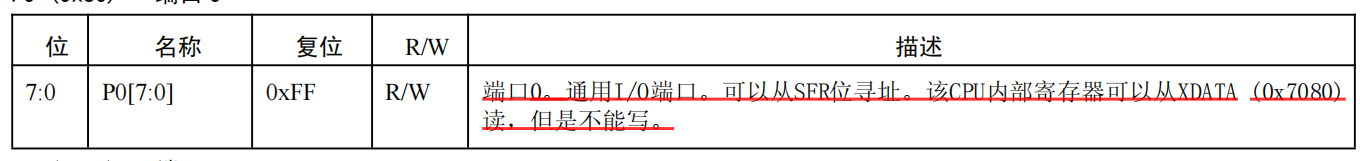 位 名称 复位 R/W 描述
7:0 P0[7:0] 0xFF R/W 端口0。通用I/O端口。可以从SFR位寻址。该CPU内部寄存器可以从XDATA (0x7080)
读，但是不能写。